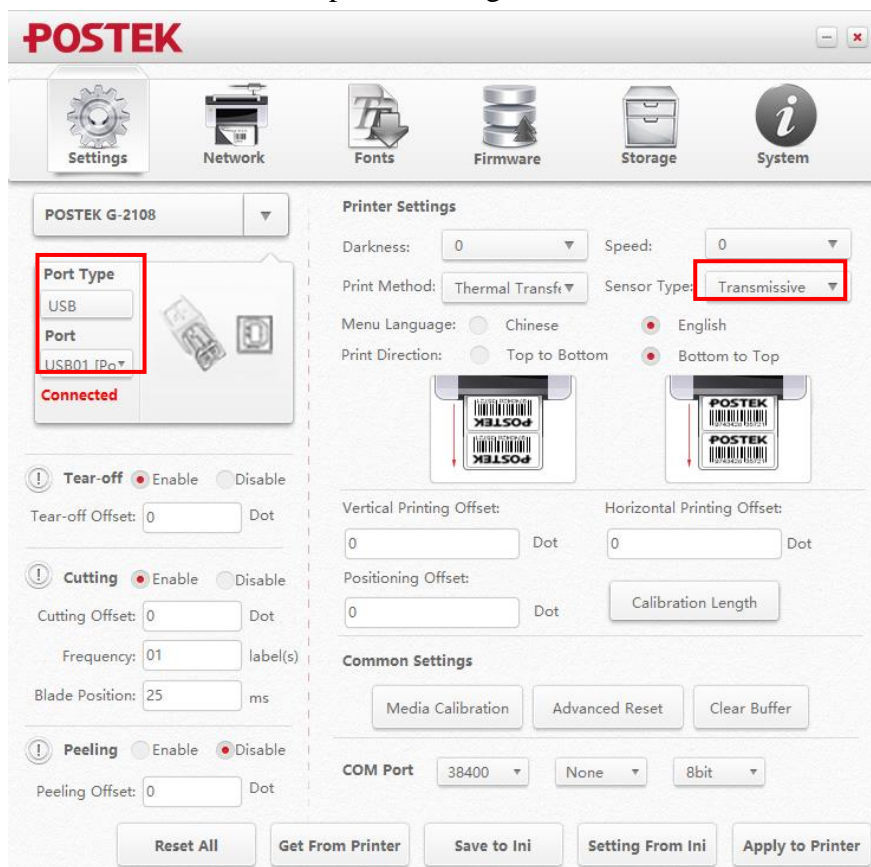 POSTEK
Settings Network Fonts Firmware Storage System
POSTEK G-2108
Port Type
USB
Port
USB01 [Po
Connected
Tear-off Enable Disable
Tear-off Offset: 0 Dot
Cutting Enable Disable
Cutting Offset: 0 Dot
Frequency: 01 label(s)
Blade Position: 25 ms
Peeling Enable Disable
Peeling Offset: 0 Dot
Printer Settings
Darkness: 0 Speed: 0
Print Method: Thermal Transfe Sensor Type: Transmissive
Menu Language: Chinese English
Print Direction: Top to Bottom Bottom to Top
POSTEK POSTEK
POSTEK POSTEK
Vertical Printing Offset: Horizontal Printing Offset:
0 Dot 0 Dot
Positioning Offset:
0 Dot Calibration Length
Common Settings
Media Calibration Advanced Reset Clear Buffer
COM Port 38400 None 8bit
Reset All Get From Printer Save to Ini Setting From Ini Apply to Printer